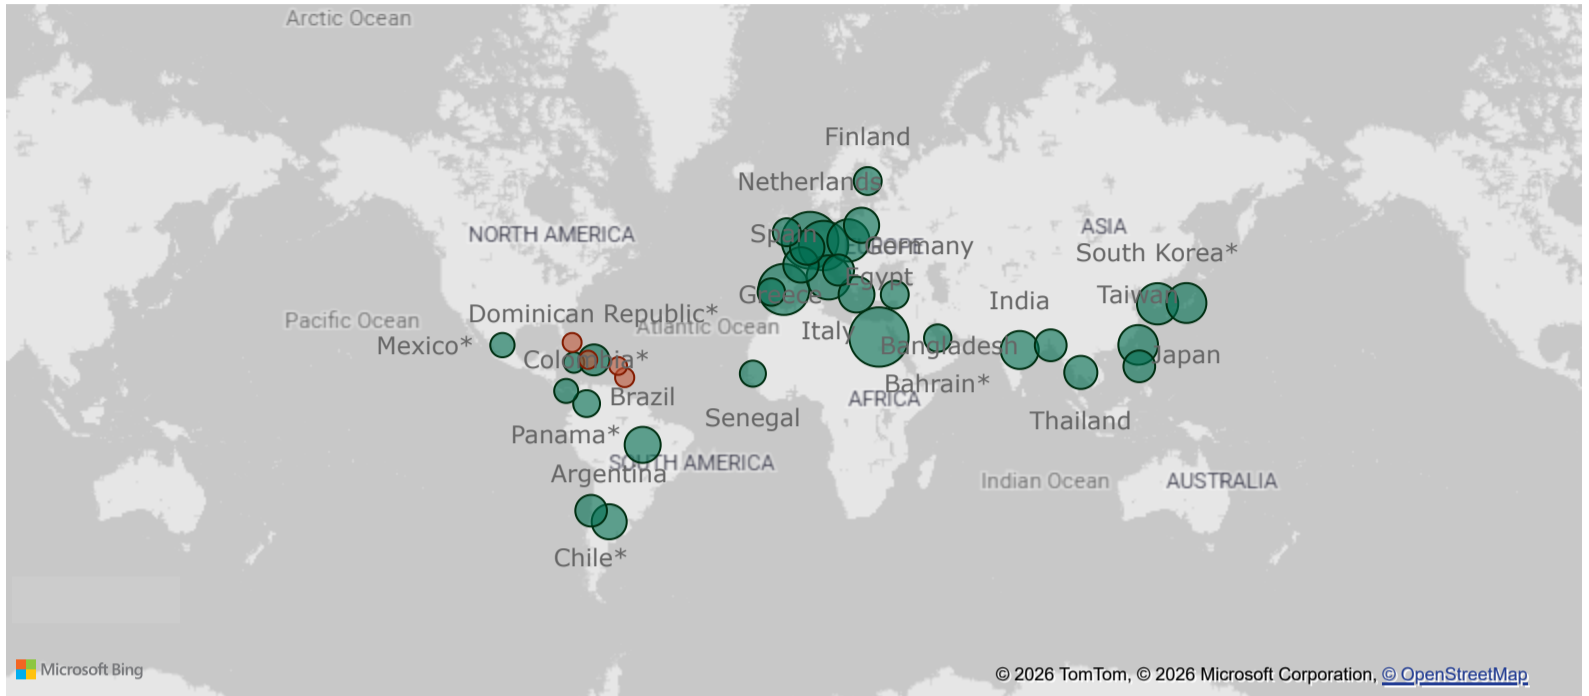 Arctic Ocean
Finland
Netherlands
NORTH AMERICA
Spain
EUROPE
Germany
ASIA
South Korea*
Egypt
Greece
Taiwan
India
Dominican Republic*
Pacific Ocean
Atlantic Ocean
Mexico*
Italy
Bangladesh
Japan
Colombia*
Bahrain*
Brazil
AFRICA
Senegal
Thailand
Panama*
SOUTH AMERICA
Argentina
Indian Ocean
AUSTRALIA
Chile*
Microsoft Bing
© 2026 TomTom, © 2026 Microsoft Corporation, © OpenStreetMap